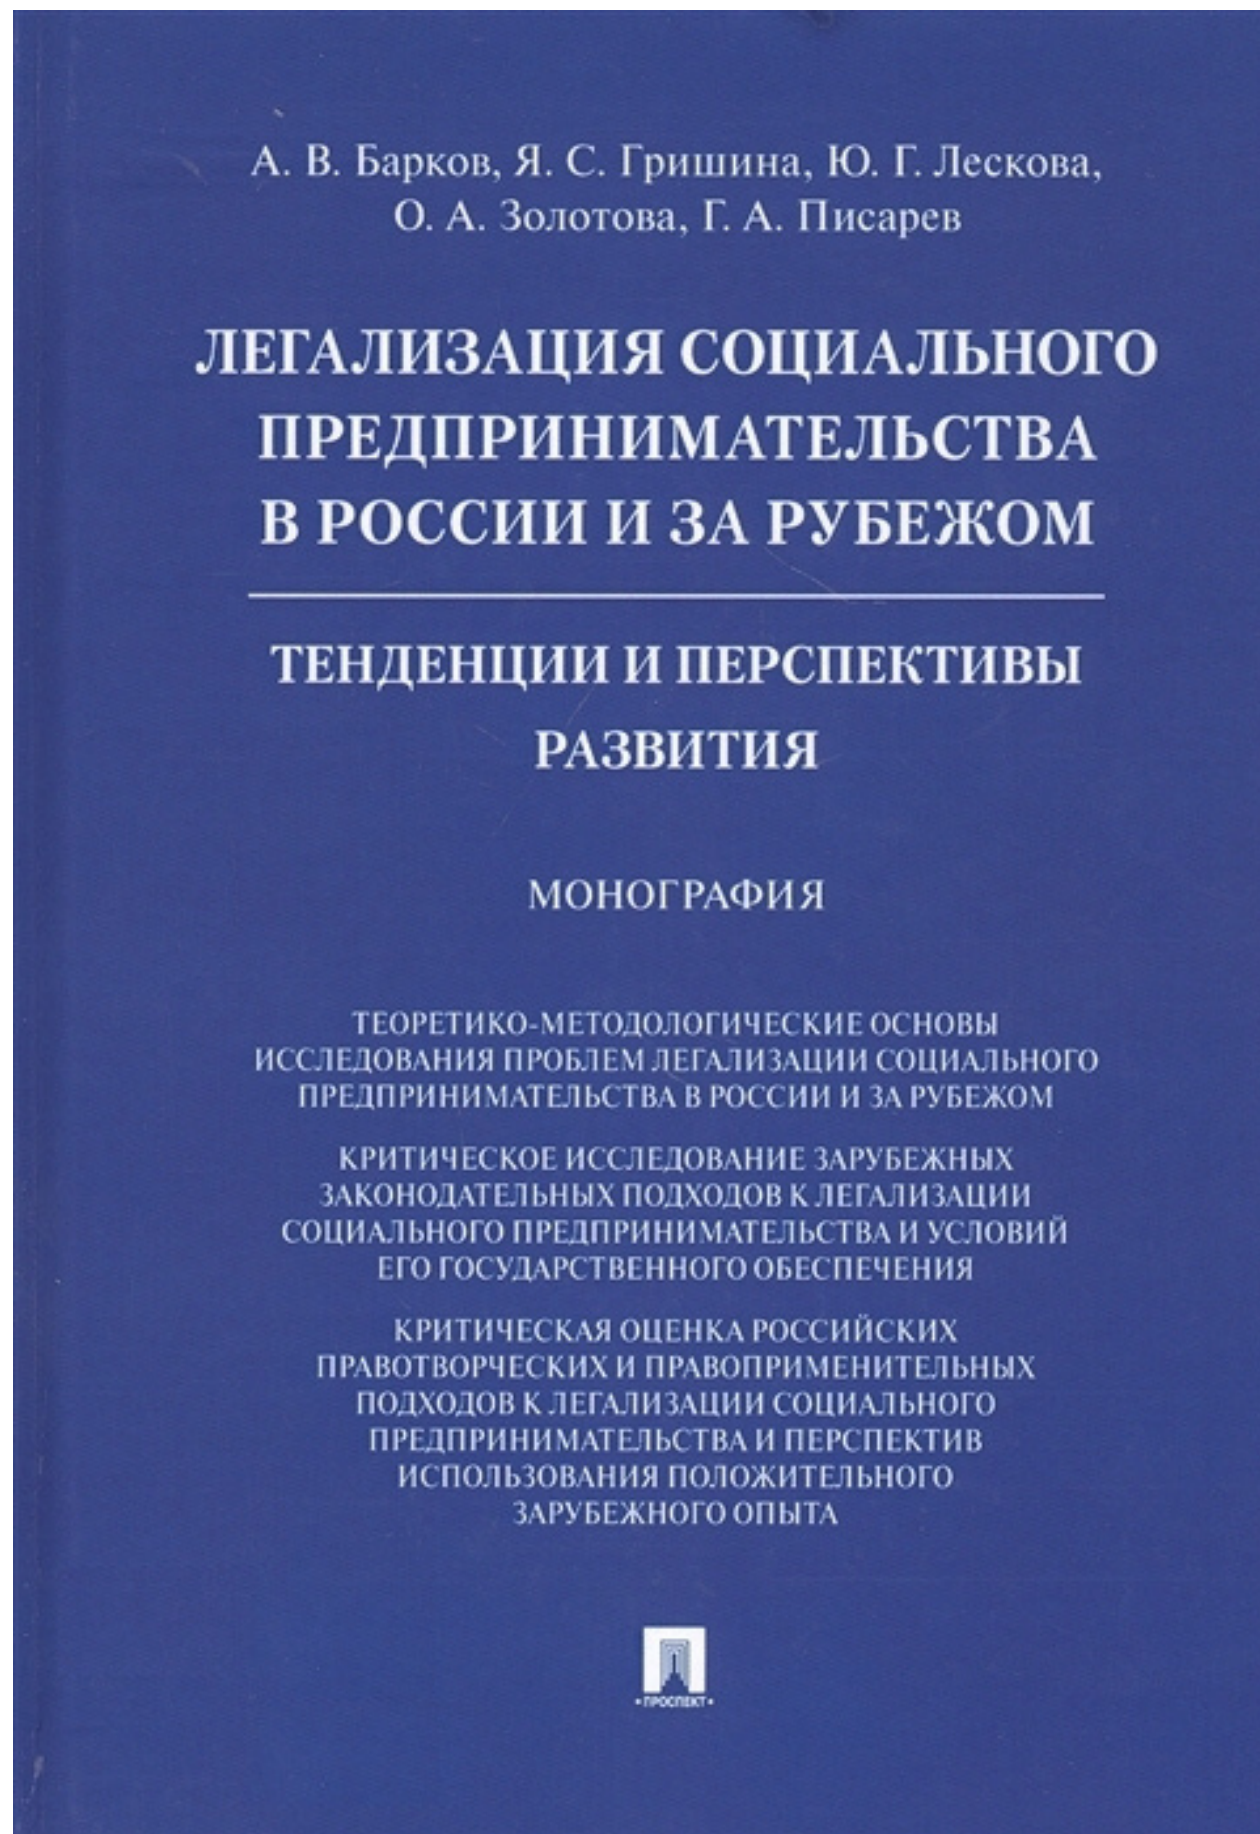 А. В. Барков, Я. С. Гришина, Ю. Г. Лескова,
О. А. Золотова, Г. А. Писарев
ЛЕГАЛИЗАЦИЯ СОЦИАЛЬНОГО
ПРЕДПРИНИМАТЕЛЬСТВА
В РОССИИ И ЗА РУБЕЖОМ
ТЕНДЕНЦИИ И ПЕРСПЕКТИВЫ
РАЗВИТИЯ
МОНОГРАФИЯ
ТЕОРЕТИКО-МЕТОДОЛОГИЧЕСКИЕ ОСНОВЫ
ИССЛЕДОВАНИЯ ПРОБЛЕМ ЛЕГАЛИЗАЦИИ СОЦИАЛЬНОГО
ПРЕДПРИНИМАТЕЛЬСТВА В РОССИИ И ЗА РУБЕЖОМ
КРИТИЧЕСКОЕ ИССЛЕДОВАНИЕ ЗАРУБЕЖНЫХ
ЗАКОНОДАТЕЛЬНЫХ ПОДХОДОВ К ЛЕГАЛИЗАЦИИ
СОЦИАЛЬНОГО ПРЕДПРИНИМАТЕЛЬСТВА И УСЛОВИЙ
ЕГО ГОСУДАРСТВЕННОГО ОБЕСПЕЧЕНИЯ
КРИТИЧЕСКАЯ ОЦЕНКА РОССИЙСКИХ
ПРАВОТВОРЧЕСКИХ И ПРАВОПРИМЕНИТЕЛЬНЫХ
ПОДХОДОВ К ЛЕГАЛИЗАЦИИ СОЦИАЛЬНОГО
ПРЕДПРИНИМАТЕЛЬСТВА И ПЕРСПЕКТИВ
ИСПОЛЬЗОВАНИЯ ПОЛОЖИТЕЛЬНОГО
ЗАРУБЕЖНОГО ОПЫТА
• ПРОСПЕКТ •